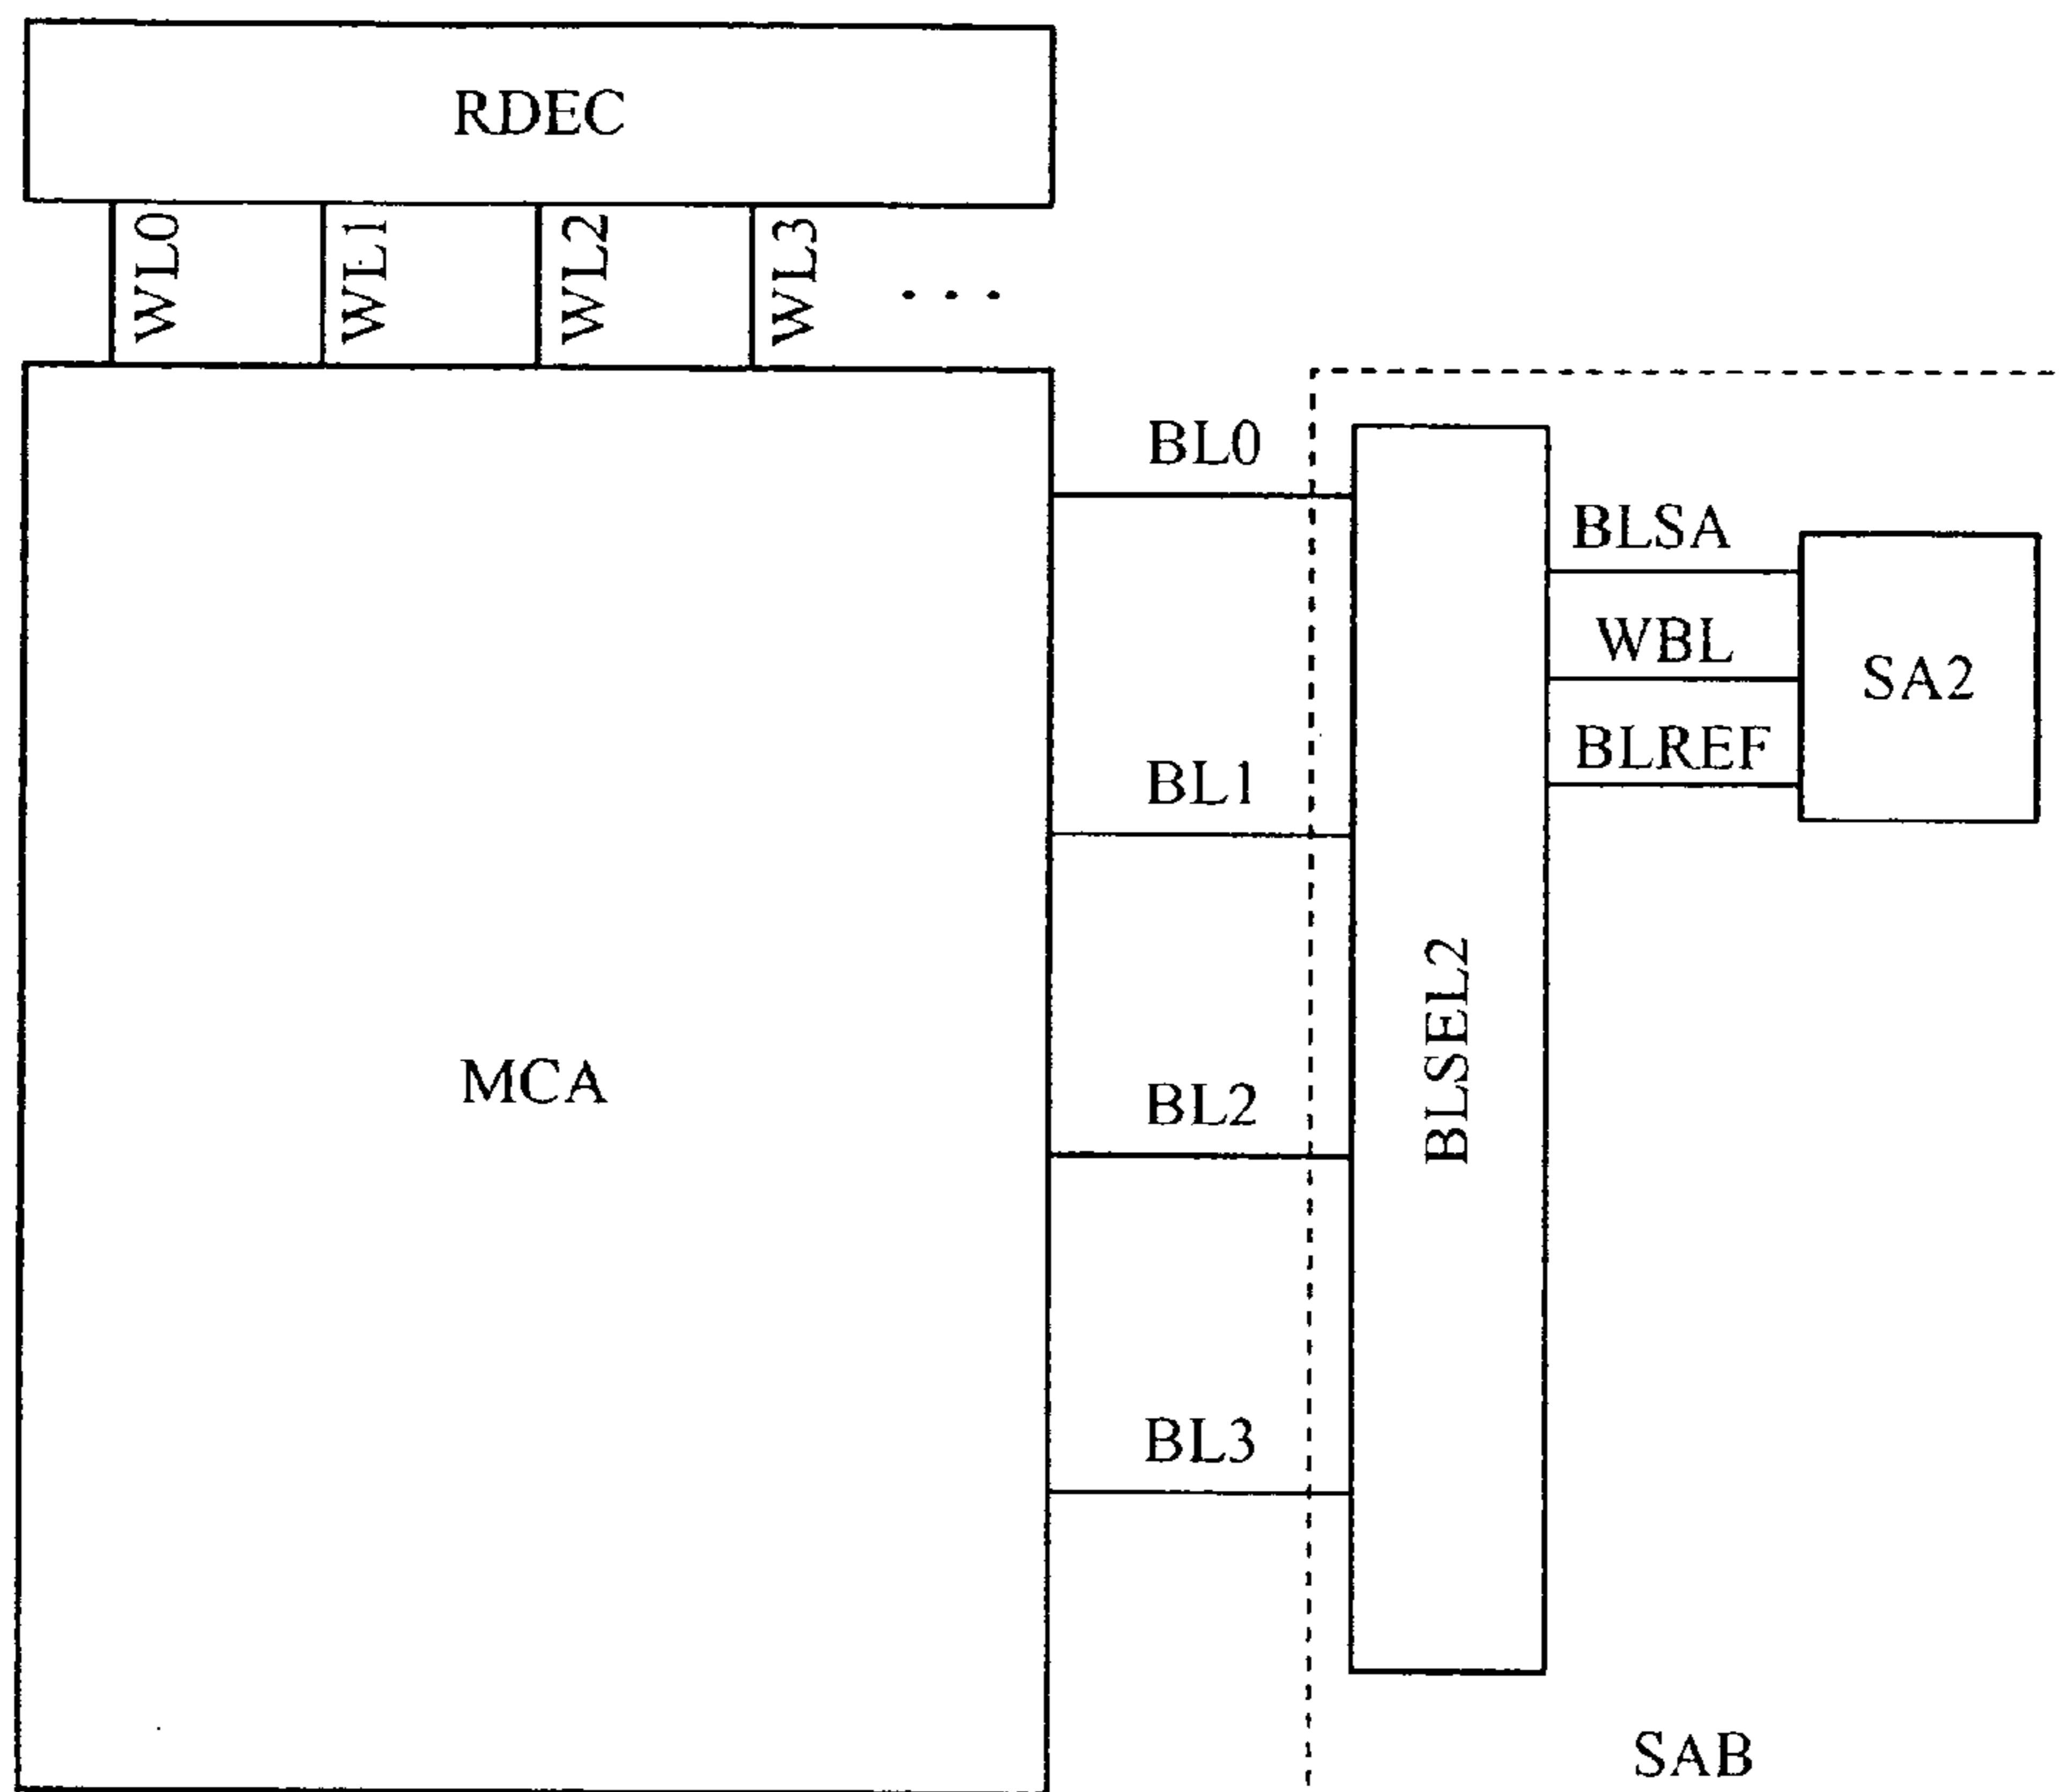 RDEC
WL0
WL1
WL2
WL3
...
BL0
BLSA
WBL
SA2
BLREF
BL1
BLSEL2
MCA
BL2
BL3
SAB